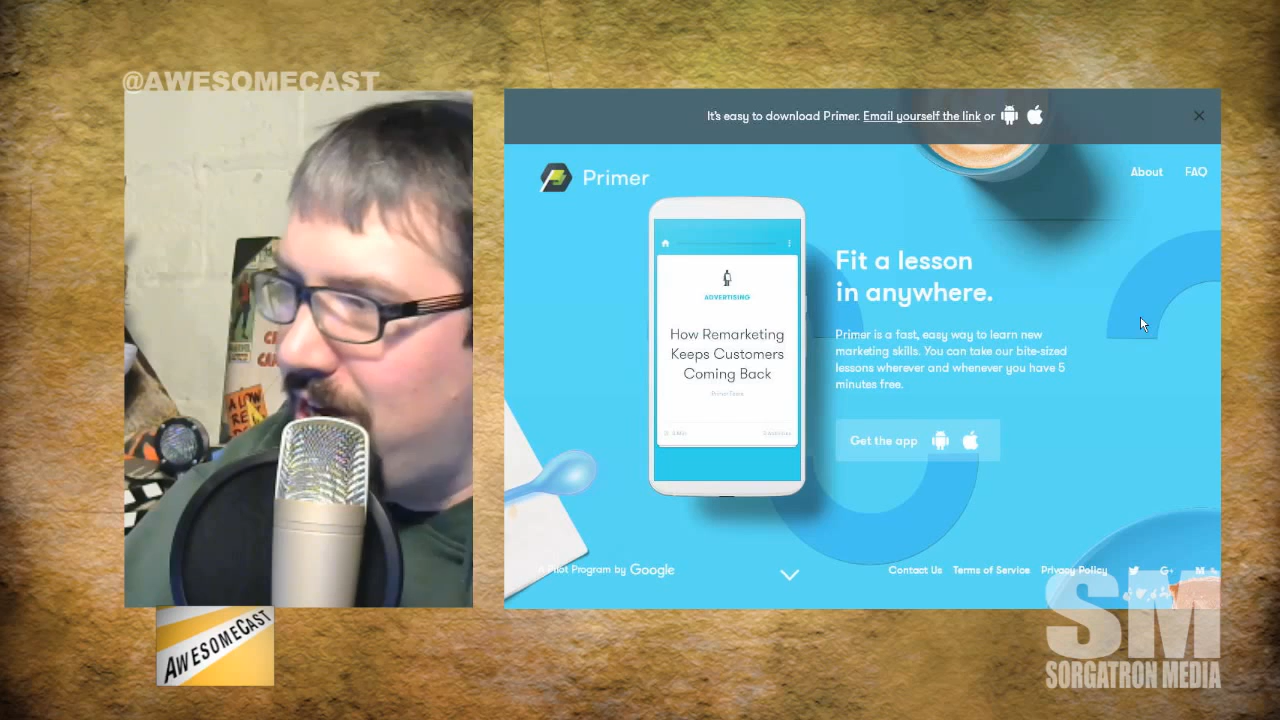 @AWESOMECAST
It's easy to download Primer. Email yourself the link or
Primer
About
FAQ
ADVERTISING
How Remarketing
Keeps Customers
Coming Back
Fit a lesson
in anywhere.
Primer is a fast, easy way to learn new
marketing skills. You can take our bite-sized
lessons wherever and whenever you have 5
minutes free.
Get the app
A Pilot Program by Google
Contact Us
Terms of Service
Privacy Policy
G+
M
AWESOMECAST
SM
SORGATRON MEDIA